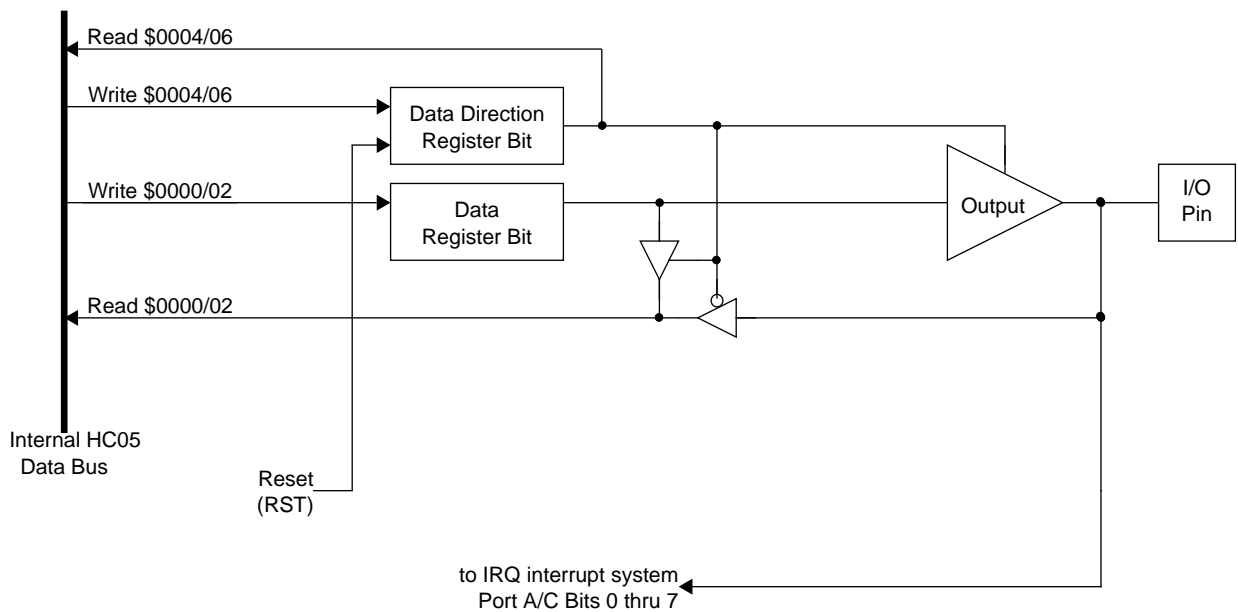 Read $0004/06
Write $0004/06
Data Direction
Register Bit
Write $0000/02
Data
Register Bit
Output
I/O
Pin
Read $0000/02
Internal HC05
Data Bus
Reset
(RST)
to IRQ interrupt system
Port A/C Bits 0 thru 7